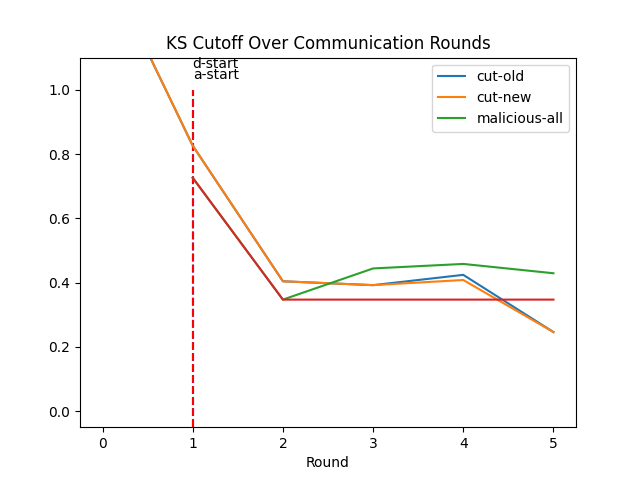 KS Cutoff Over Communication Rounds
d-start
a-start
cut-old
cut-new
malicious-all
1.0
0.8
0.6
0.4
0.2
0.0
0 1 2 3 4 5
Round